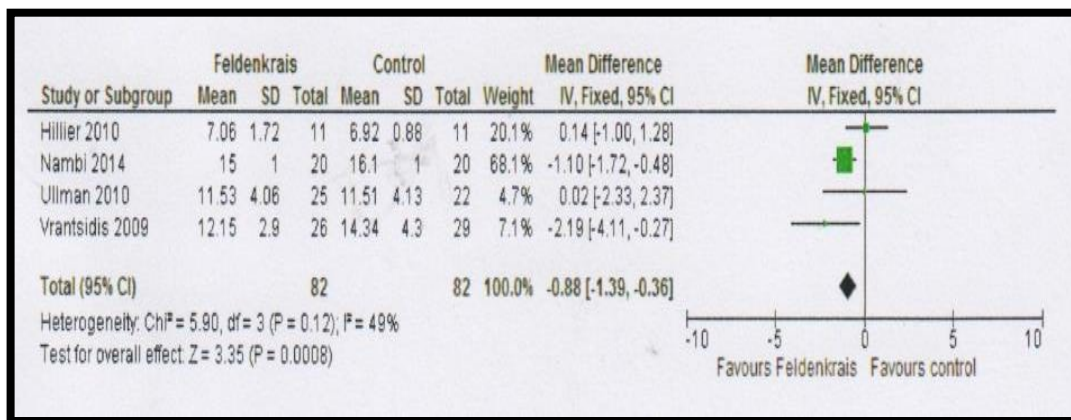 Feldenkrais Control Mean Difference Mean Difference
Study or Subgroup Mean SD Total Mean SD Total Weight IV, Fixed, 95% CI IV, Fixed, 95% CI
Hillier 2010 7.06 1.72 11 6.92 0.88 11 20.1% 0.14 [-1.00, 1.28]
Nambi 2014 15 1 20 16.1 1 20 68.1% -1.10 [-1.72, -0.48]
Ullman 2010 11.53 4.06 25 11.51 4.13 22 4.7% 0.02 [-2.33, 2.37]
Vrantsidis 2009 12.15 2.9 26 14.34 4.3 29 7.1% -2.19 [-4.11, -0.27]
Total (95% CI) 82 82 100.0% -0.88 [-1.39, -0.36]
Heterogeneity: Chi² = 5.90, df = 3 (P = 0.12); I² = 49%
Test for overall effect: Z = 3.35 (P = 0.0008)
-10 -5 0 5 10
Favours Feldenkrais Favours control